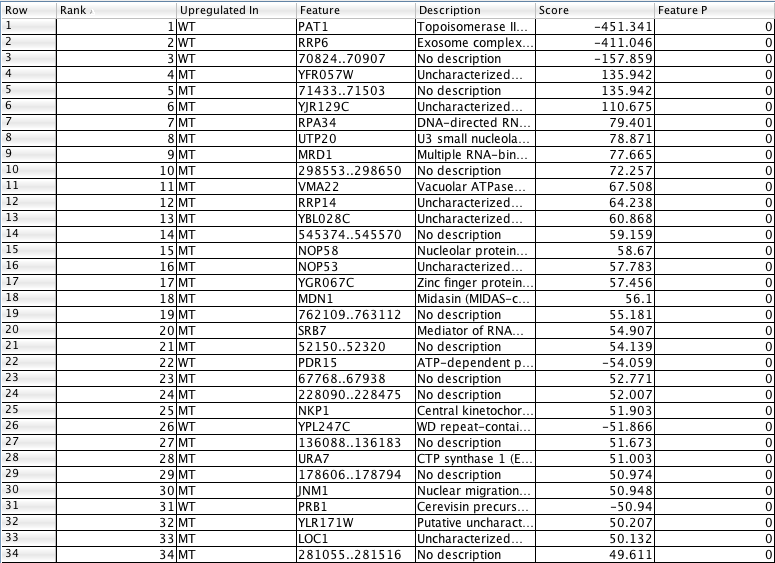 Row Rank Upregulated In Feature Description Score Feature P
1 1 WT PAT1 Topoisomerase II... -451.341 0
2 2 WT RRP6 Exosome complex... -411.046 0
3 3 WT 70824..70907 No description -157.859 0
4 4 MT YFR057W Uncharacterized... 135.942 0
5 5 MT 71433..71503 No description 135.942 0
6 6 MT YJR129C Uncharacterized... 110.675 0
7 7 MT RPA34 DNA-directed RN... 79.401 0
8 8 MT UTP20 U3 small nucleola... 78.871 0
9 9 MT MRD1 Multiple RNA-bin... 77.665 0
10 10 MT 298553..298650 No description 72.257 0
11 11 MT VMA22 Vacuolar ATPase... 67.508 0
12 12 MT RRP14 Uncharacterized... 64.238 0
13 13 MT YBL028C Uncharacterized... 60.868 0
14 14 MT 545374..545570 No description 59.159 0
15 15 MT NOP58 Nucleolar protein... 58.67 0
16 16 MT NOP53 Uncharacterized... 57.783 0
17 17 MT YGR067C Zinc finger protein... 57.456 0
18 18 MT MDN1 Midasin (MIDAS-c... 56.1 0
19 19 MT 762109..763112 No description 55.181 0
20 20 MT SRB7 Mediator of RNA... 54.907 0
21 21 MT 52150..52320 No description 54.139 0
22 22 WT PDR15 ATP-dependent p... -54.059 0
23 23 MT 67768..67938 No description 52.771 0
24 24 MT 228090..228475 No description 52.007 0
25 25 MT NKP1 Central kinetochor... 51.903 0
26 26 WT YPL247C WD repeat-contai... -51.866 0
27 27 MT 136088..136183 No description 51.673 0
28 28 MT URA7 CTP synthase 1 (E... 51.003 0
29 29 MT 178606..178794 No description 50.974 0
30 30 MT JNM1 Nuclear migration... 50.948 0
31 31 WT PRB1 Cerevisin precurs... -50.94 0
32 32 MT YLR171W Putative uncharact... 50.207 0
33 33 MT LOC1 Uncharacterized... 50.132 0
34 34 MT 281055..281516 No description 49.611 0